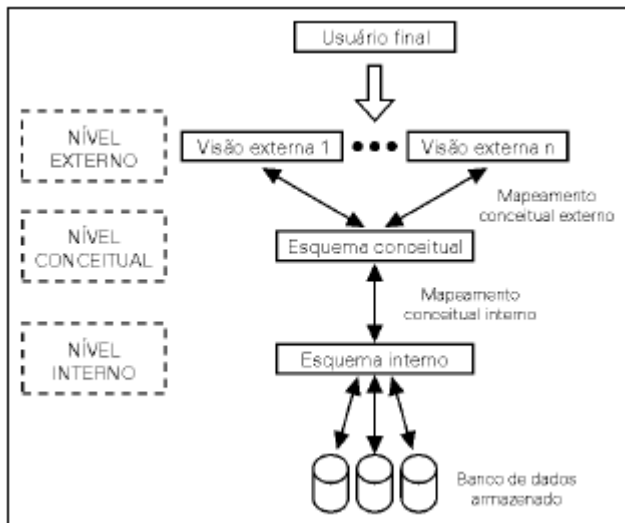 Usuário final
NÍVEL
EXTERNO
Visão externa 1
Visão externa n
Mapeamento
conceitual externo
NÍVEL
CONCEITUAL
Esquema conceitual
Mapeamento
conceitual interno
NÍVEL
INTERNO
Esquema interno
Banco de dados
armazenado